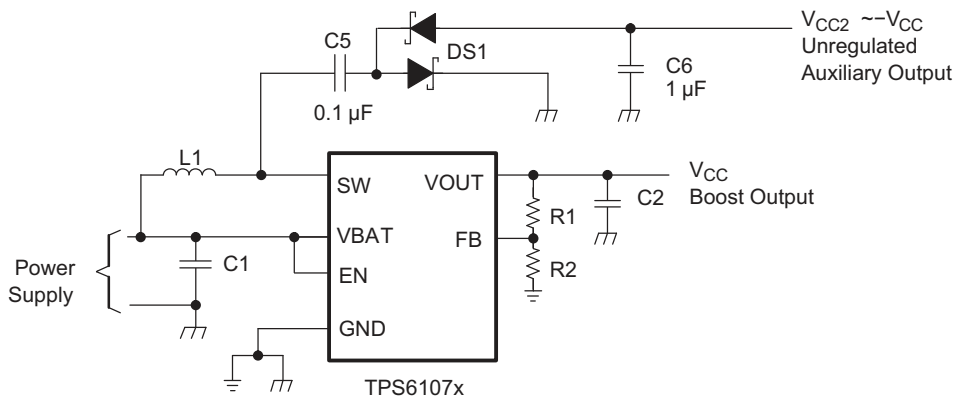 C5
0.1 µF
DS1
C6
1 µF
VCC2 ~–VCC
Unregulated
Auxiliary Output
L1
SW
VOUT
VBAT
FB
EN
GND
TPS6107x
R1
R2
C2
VCC
Boost Output
C1
Power
Supply